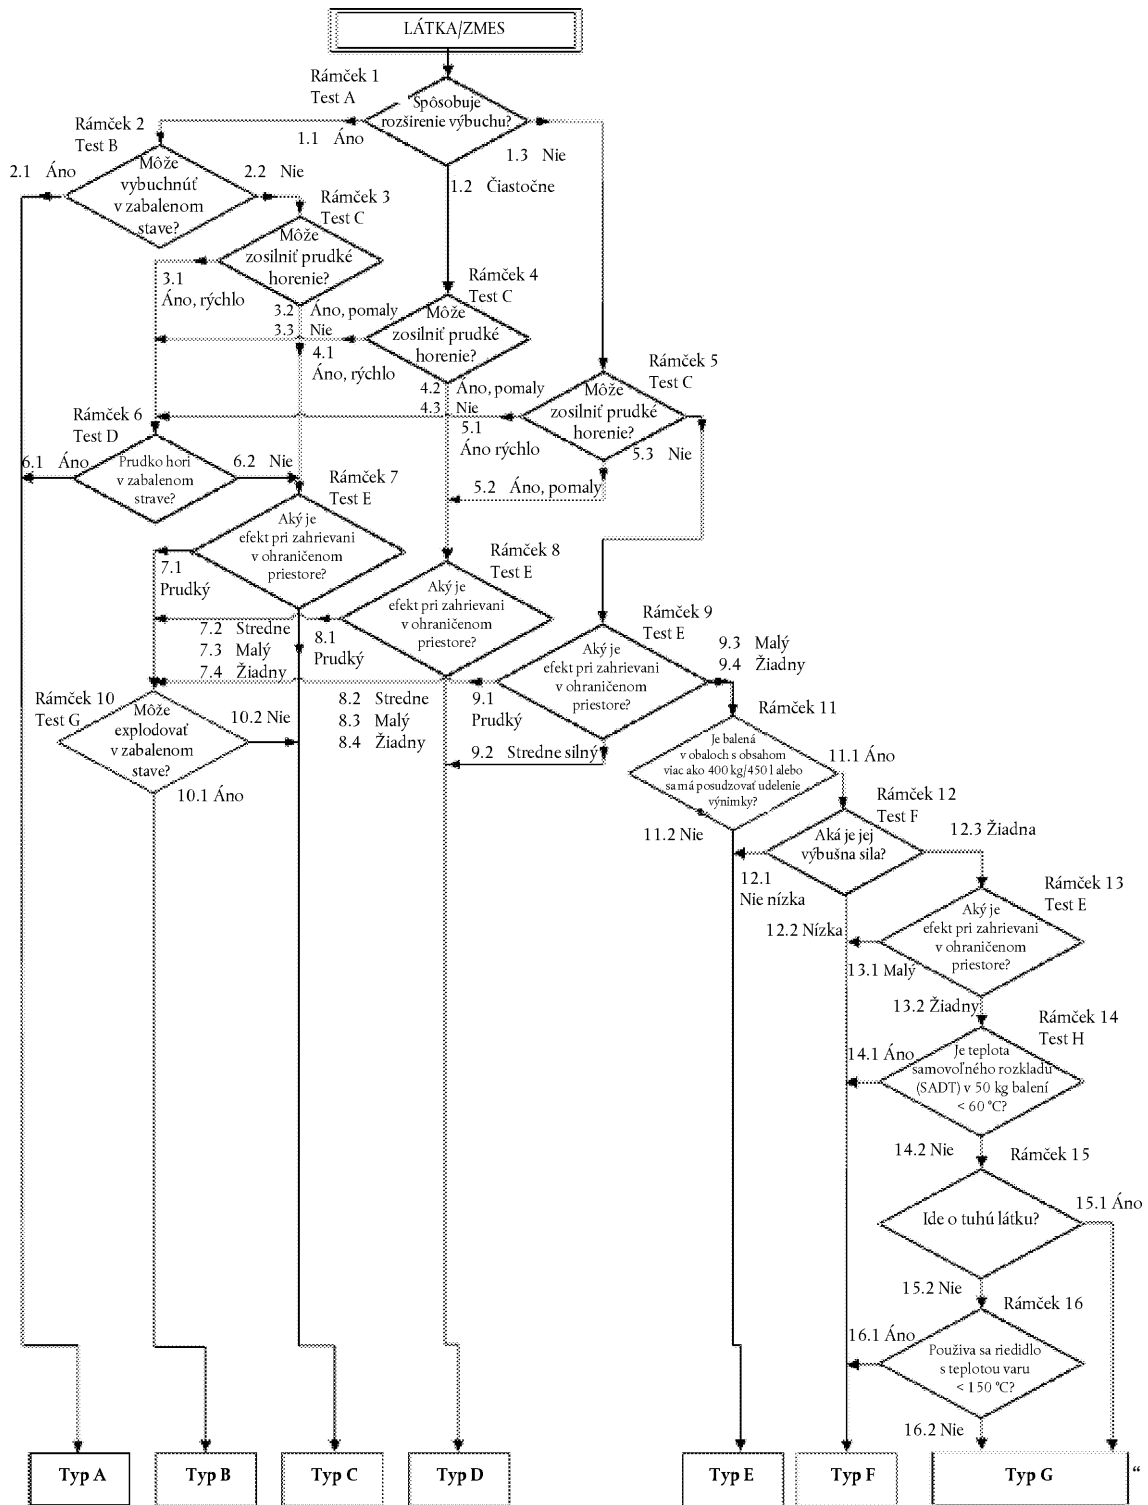 LÁTKA/ZMES
Rámček 1
Test A
Spôsobuje
rozšírenie výbuchu?
1.1 Áno
1.3 Nie
1.2 Čiastočne
Rámček 2
Test B
2.1 Áno
Môže
vybuchnúť
v zabalenom
stave?
2.2 Nie
Rámček 3
Test C
Môže
zosilniť prudké
horenie?
3.1
Áno, rýchlo
3.2 Áno, pomaly
3.3 Nie
Rámček 4
Test C
Môže
zosilniť prudké
horenie?
4.1
Áno, rýchlo
4.2 Áno, pomaly
4.3 Nie
Rámček 5
Test C
Môže
zosilniť prudké
horenie?
5.1
Áno rýchlo
5.3 Nie
5.2 Áno, pomaly
Rámček 6
Test D
6.1 Áno
Prudko hori
v zabalenom
strave?
6.2 Nie
Rámček 7
Test E
Aký je
efekt pri zahrievani
v ohraničenom
priestore?
7.1
Prudký
7.2 Stredne
7.3 Malý
7.4 Žiadny
Rámček 8
Test E
Aký je
efekt pri zahrievani
v ohraničenom
priestore?
8.1
Prudký
8.2 Stredne
8.3 Malý
8.4 Žiadny
Rámček 9
Test E
Aký je
efekt pri zahrievani
v ohraničenom
priestore?
9.3 Malý
9.4 Žiadny
9.1
Prudký
9.2 Stredne silný
Rámček 10
Test G
Môže
explodovať
v zabalenom
stave?
10.2 Nie
10.1 Áno
Rámček 11
Je balená
v obaloch s obsahom
viac ako 400 kg/450 l alebo
sa má posudzovať udelenie
výnimky?
11.1 Áno
11.2 Nie
Rámček 12
Test F
Aká je jej
výbušna sila?
12.3 Žiadna
12.1
Nie nízka
12.2 Nízka
Rámček 13
Test E
Aký je
efekt pri zahrievani
v ohraničenom
priestore?
13.1 Malý
13.2 Žiadny
Rámček 14
Test H
14.1 Áno
Je teplota
samovoľného rozkladu
(SADT) v 50 kg balení
< 60 °C?
14.2 Nie
Rámček 15
Ide o tuhú látku?
15.1 Áno
15.2 Nie
Rámček 16
16.1 Áno
Použiva sa riedidlo
s teplotou varu
< 150 °C?
16.2 Nie
Typ A
Typ B
Typ C
Typ D
Typ E
Typ F
Typ G
“